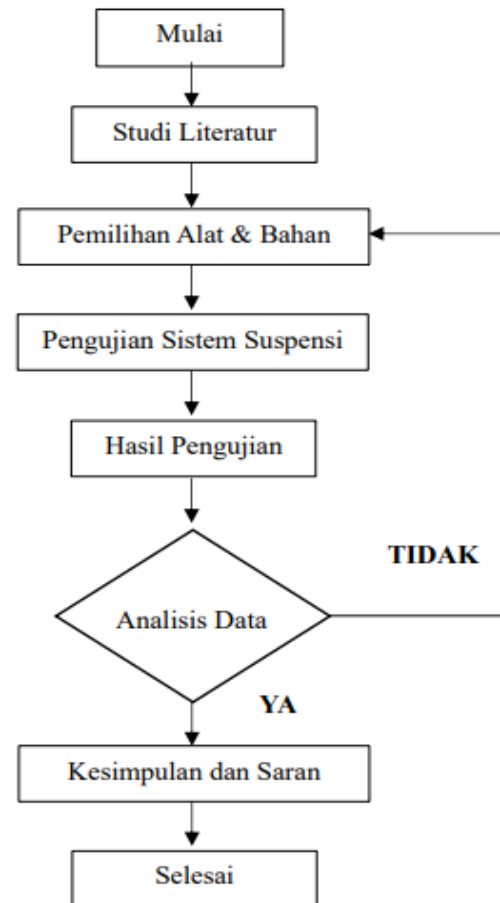 Mulai
Studi Literatur
Pemilihan Alat & Bahan
Pengujian Sistem Suspensi
Hasil Pengujian
TIDAK
Analisis Data
YA
Kesimpulan dan Saran
Selesai